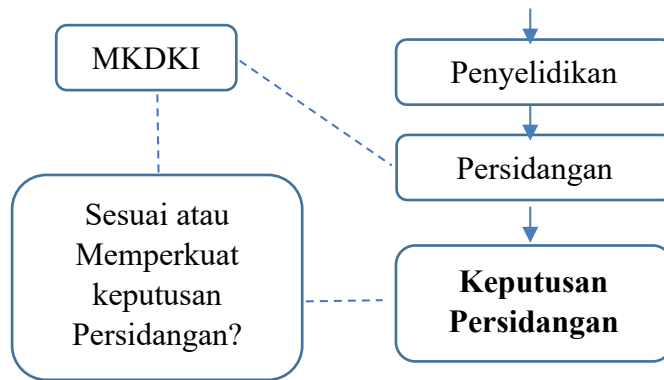 MKDKI
Penyelidikan
Persidangan
Sesuai atau
Memperkuat
keputusan
Persidangan?
Keputusan
Persidangan